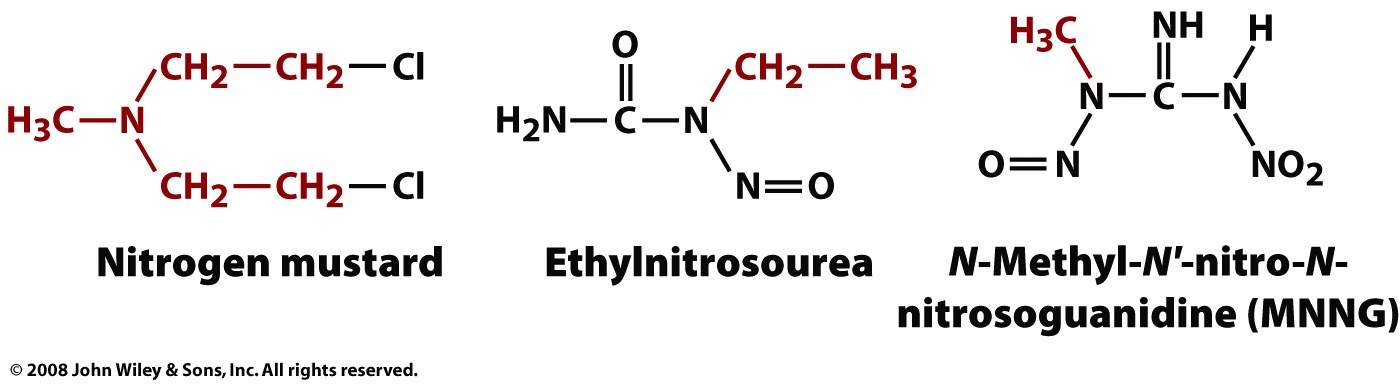 H3C—N
CH2—CH2—Cl
CH2—CH2—Cl
Nitrogen mustard
O
H2N—C—N
CH2—CH3
N=O
Ethylnitrosourea
H3C
NH
H
N—C—N
O=N
NO2
N-Methyl-N′-nitro-N-
nitrosoguanidine (MNNG)
© 2008 John Wiley & Sons, Inc. All rights reserved.